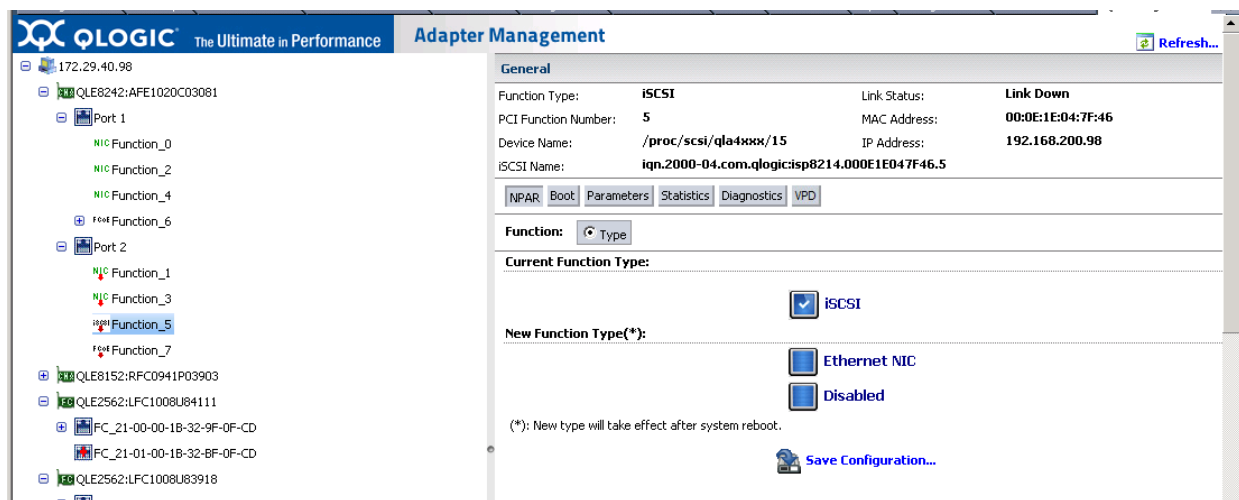 QLOGIC The Ultimate in Performance
Adapter Management
Refresh...
172.29.40.98
QLE8242:AFE1020C03081
Port 1
NIC Function_0
NIC Function_2
NIC Function_4
FCoE Function_6
Port 2
NIC Function_1
NIC Function_3
iSCSI Function_5
FCoE Function_7
QLE8152:RFC0941P03903
FC QLE2562:LFC1008U84111
FC_21-00-00-1B-32-9F-0F-CD
FC_21-01-00-1B-32-BF-0F-CD
FC QLE2562:LFC1008U83918
General
Function Type: iSCSI Link Status: Link Down
PCI Function Number: 5 MAC Address: 00:0E:1E:04:7F:46
Device Name: /proc/scsi/qla4xxx/15 IP Address: 192.168.200.98
iSCSI Name: iqn.2000-04.com.qlogic:isp8214.000E1E047F46.5
NPAR Boot Parameters Statistics Diagnostics VPD
Function: Type
Current Function Type:
iSCSI
New Function Type(*):
Ethernet NIC
Disabled
(*): New type will take effect after system reboot.
Save Configuration...